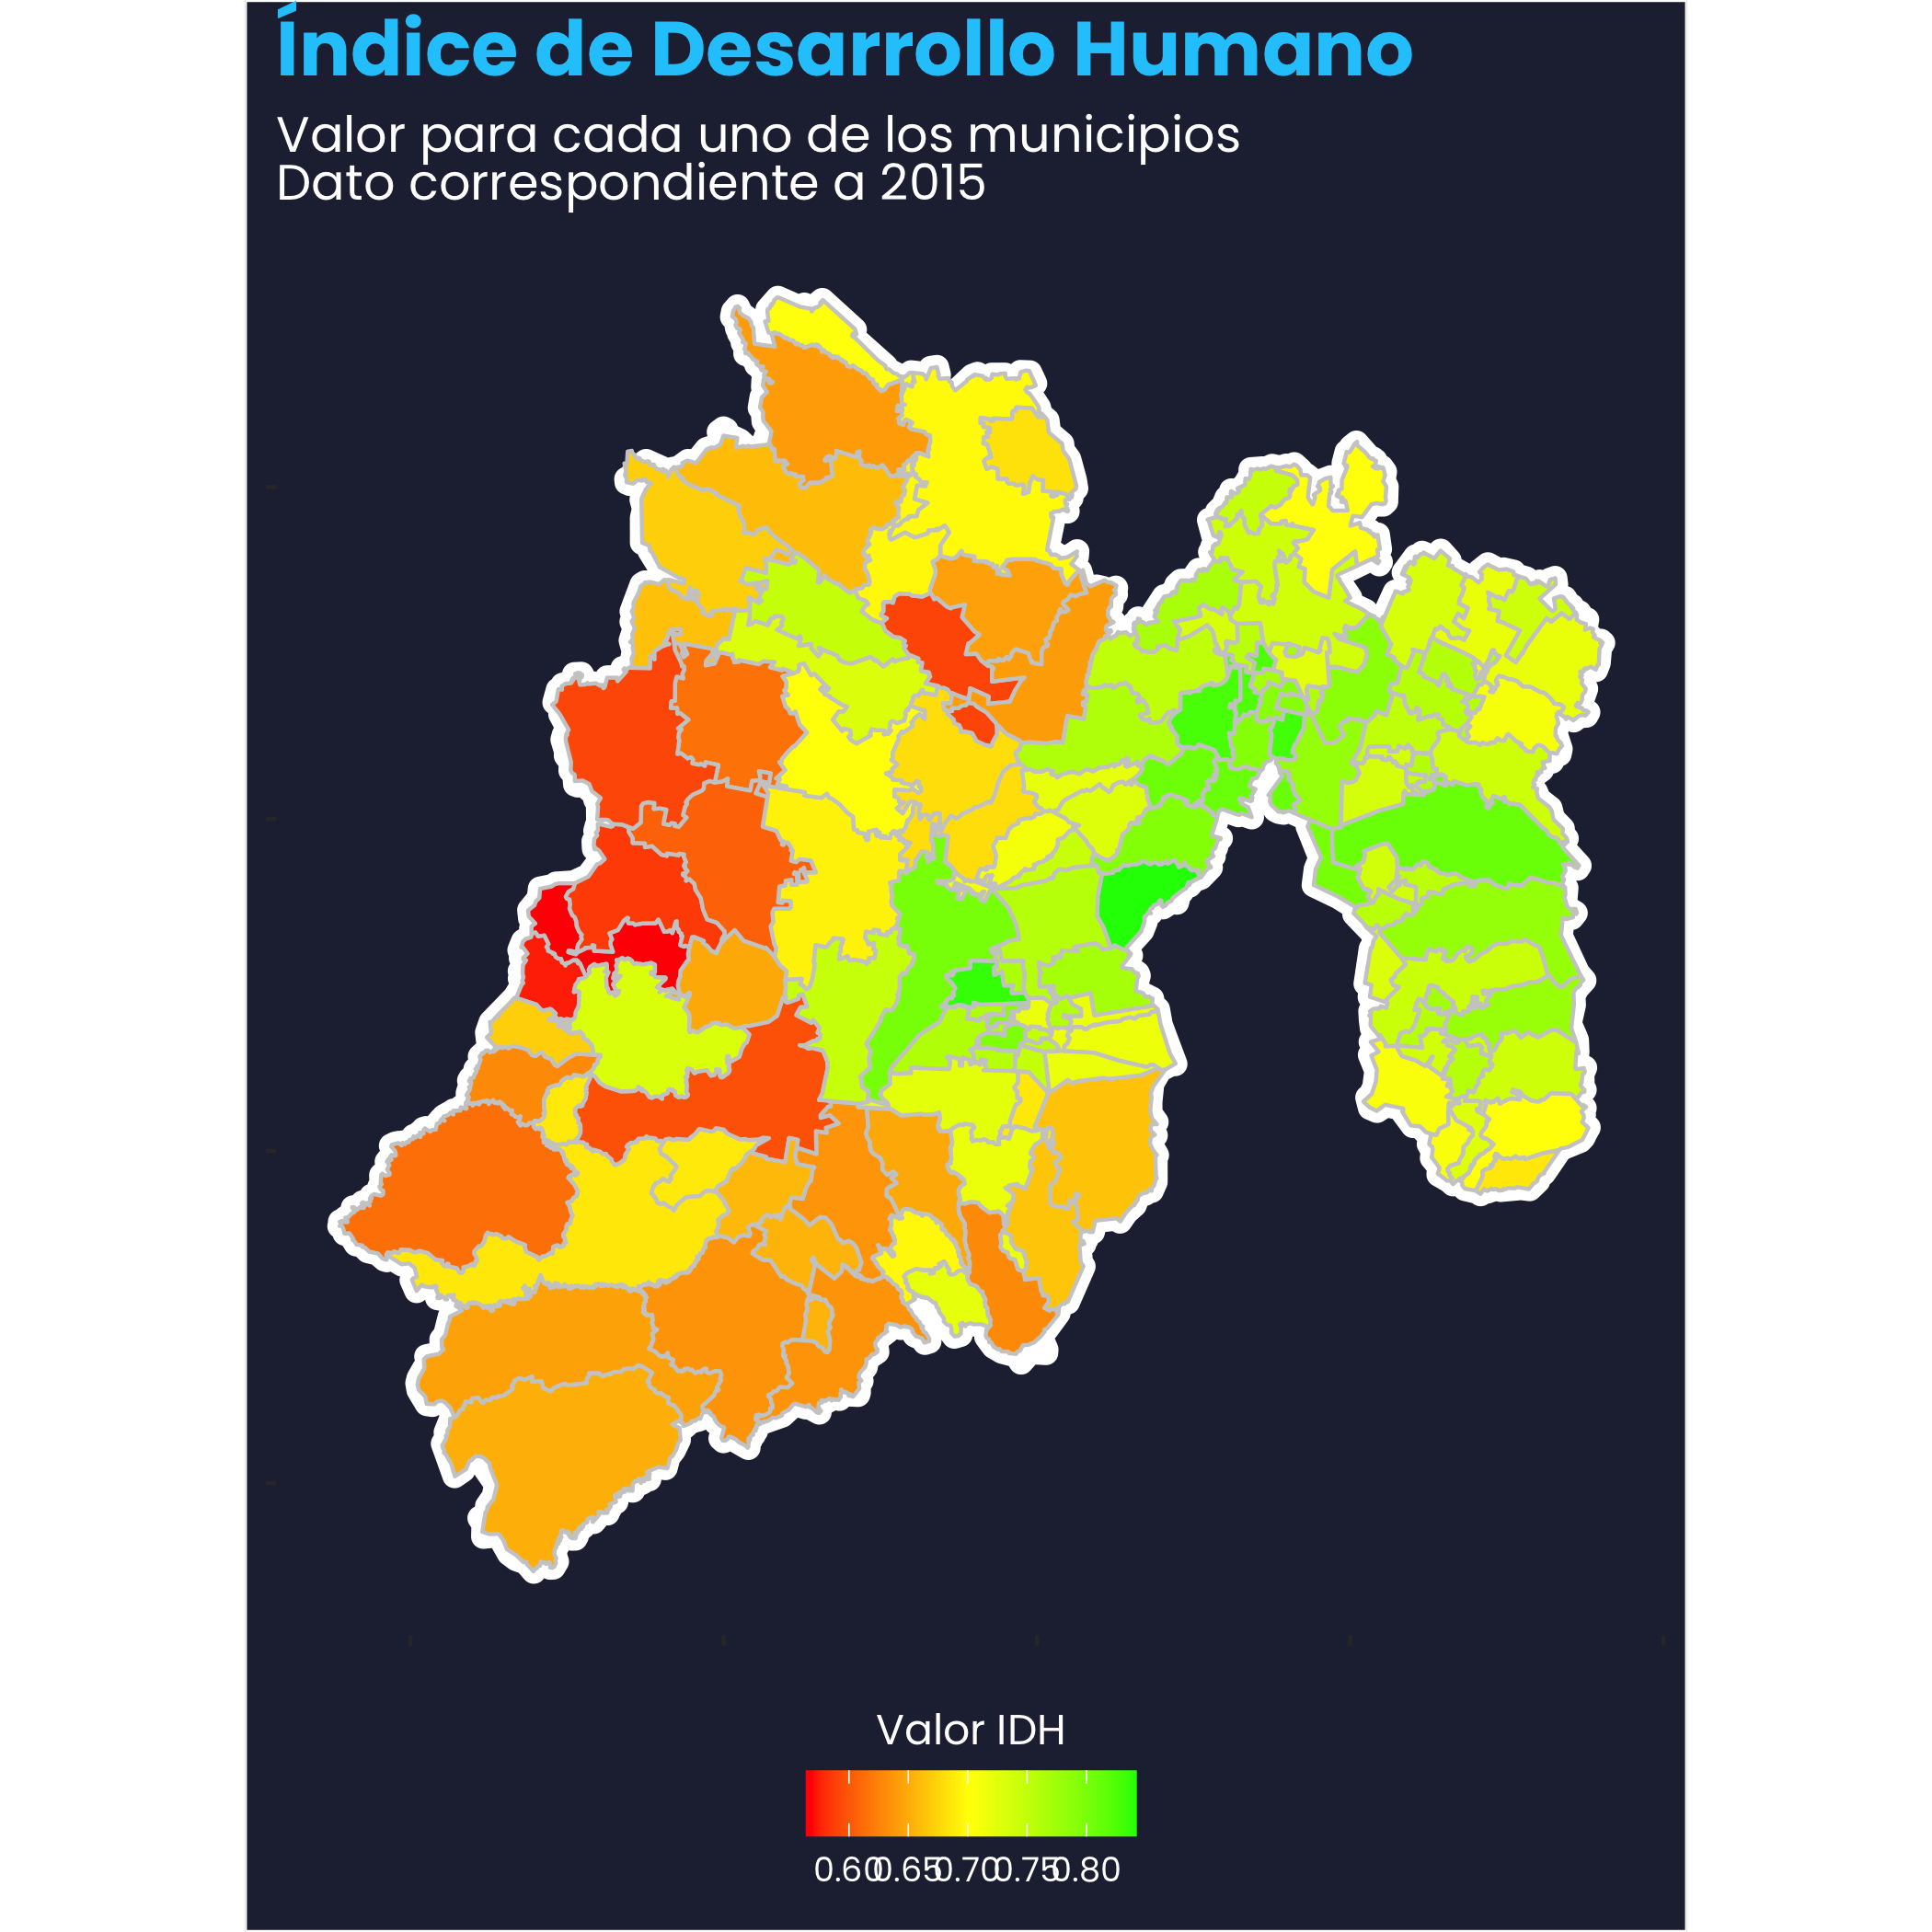 Índice de Desarrollo Humano
Valor para cada uno de los municipios
Dato correspondiente a 2015
Valor IDH
0.60 0.65 0.70 0.75 0.80